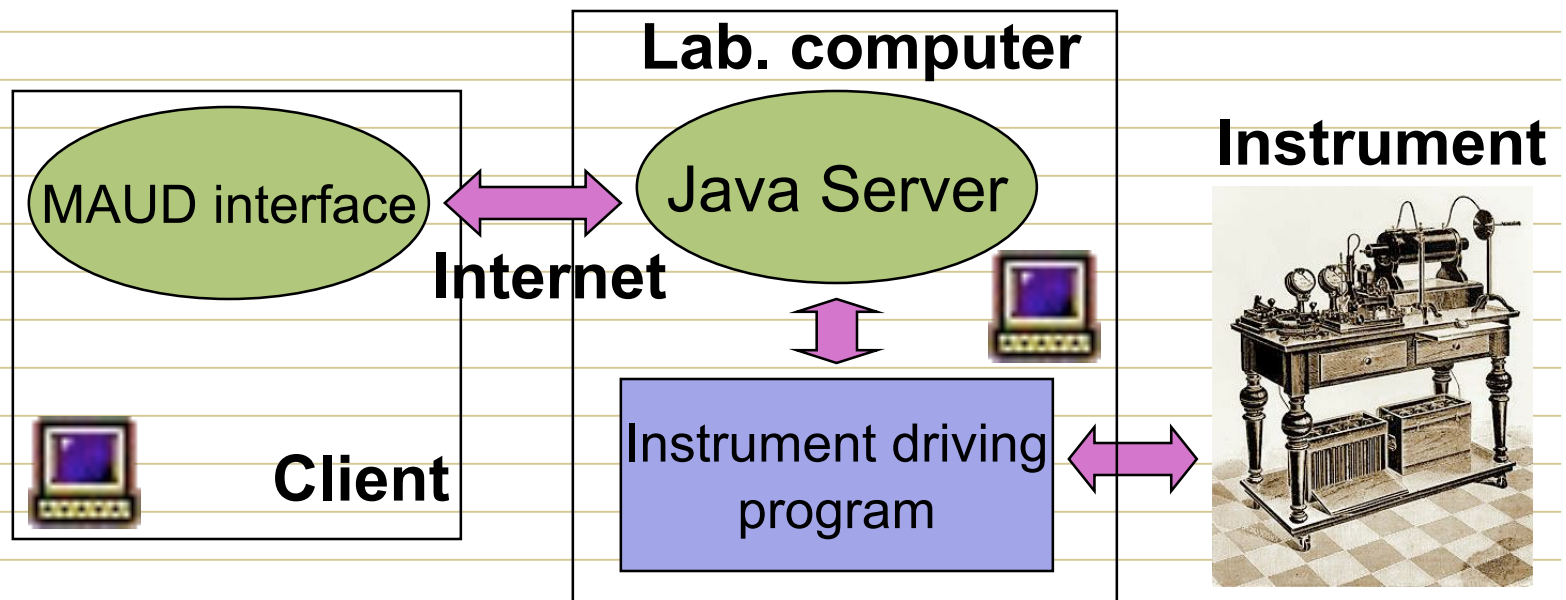 Lab. computer
Instrument
MAUD interface
Java Server
Internet
Client
Instrument driving
program